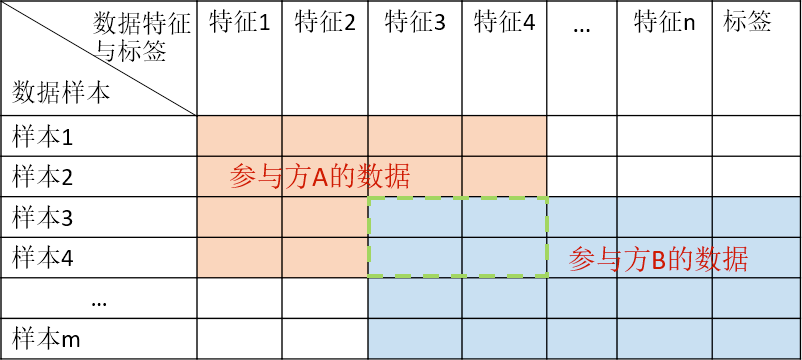 数据特征
与标签
数据样本
特征1 特征2 特征3 特征4 ... 特征n 标签
样本1
样本2
参与方A的数据
样本3
样本4
参与方B的数据
...
样本m